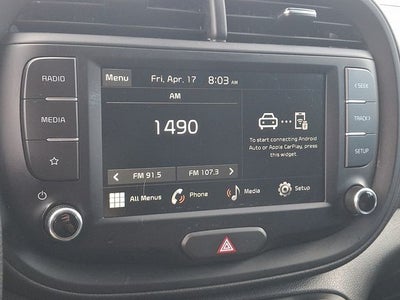 RADIO
MEDIA
Menu
Fri, Apr. 17
8:03 AM
AM
1490
FM 91.5
FM 107.3
To start connecting Android
Auto or Apple CarPlay, press
this widget.
All Menus
Phone
Media
Setup
< SEEK
TRACK >
SETUP